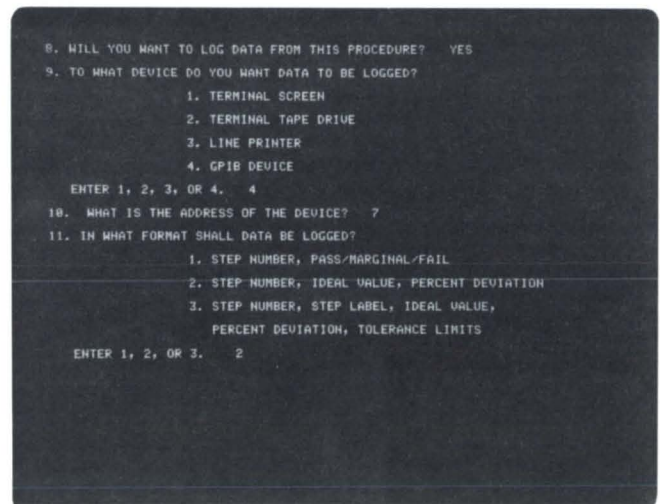 8. WILL YOU WANT TO LOG DATA FROM THIS PROCEDURE? YES
9. TO WHAT DEVICE DO YOU WANT DATA TO BE LOGGED?
1. TERMINAL SCREEN
2. TERMINAL TAPE DRIVE
3. LINE PRINTER
4. GPIB DEVICE
ENTER 1, 2, 3, OR 4. 4
10. WHAT IS THE ADDRESS OF THE DEVICE? 7
11. IN WHAT FORMAT SHALL DATA BE LOGGED?
1. STEP NUMBER, PASS/MARGINAL/FAIL
2. STEP NUMBER, IDEAL VALUE, PERCENT DEVIATION
3. STEP NUMBER, STEP LABEL, IDEAL VALUE,
PERCENT DEVIATION, TOLERANCE LIMITS
ENTER 1, 2, OR 3. 2